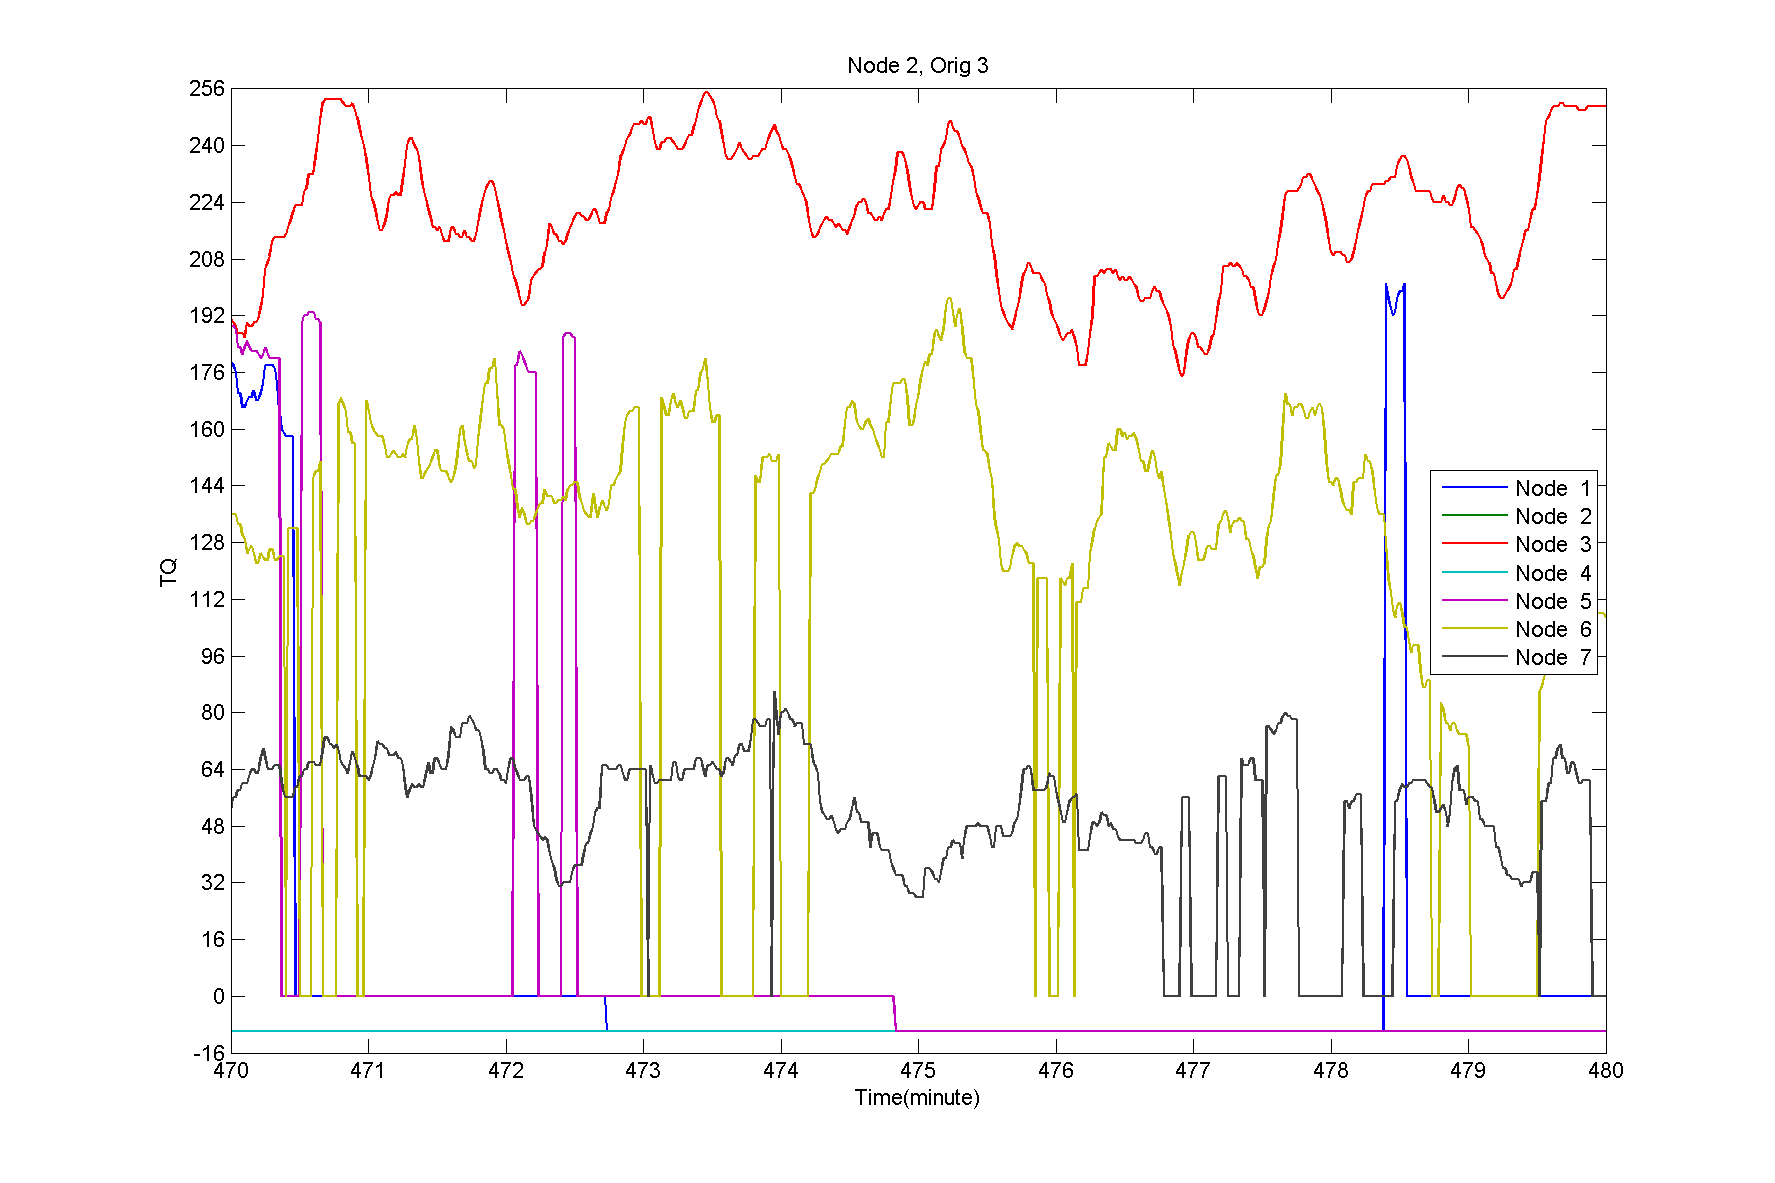 Node 2, Orig 3
256
240
224
208
192
176
160
144
128
112
96
80
64
48
32
16
0
-16
TQ
Node 1
Node 2
Node 3
Node 4
Node 5
Node 6
Node 7
470 471 472 473 474 475 476 477 478 479 480
Time(minute)